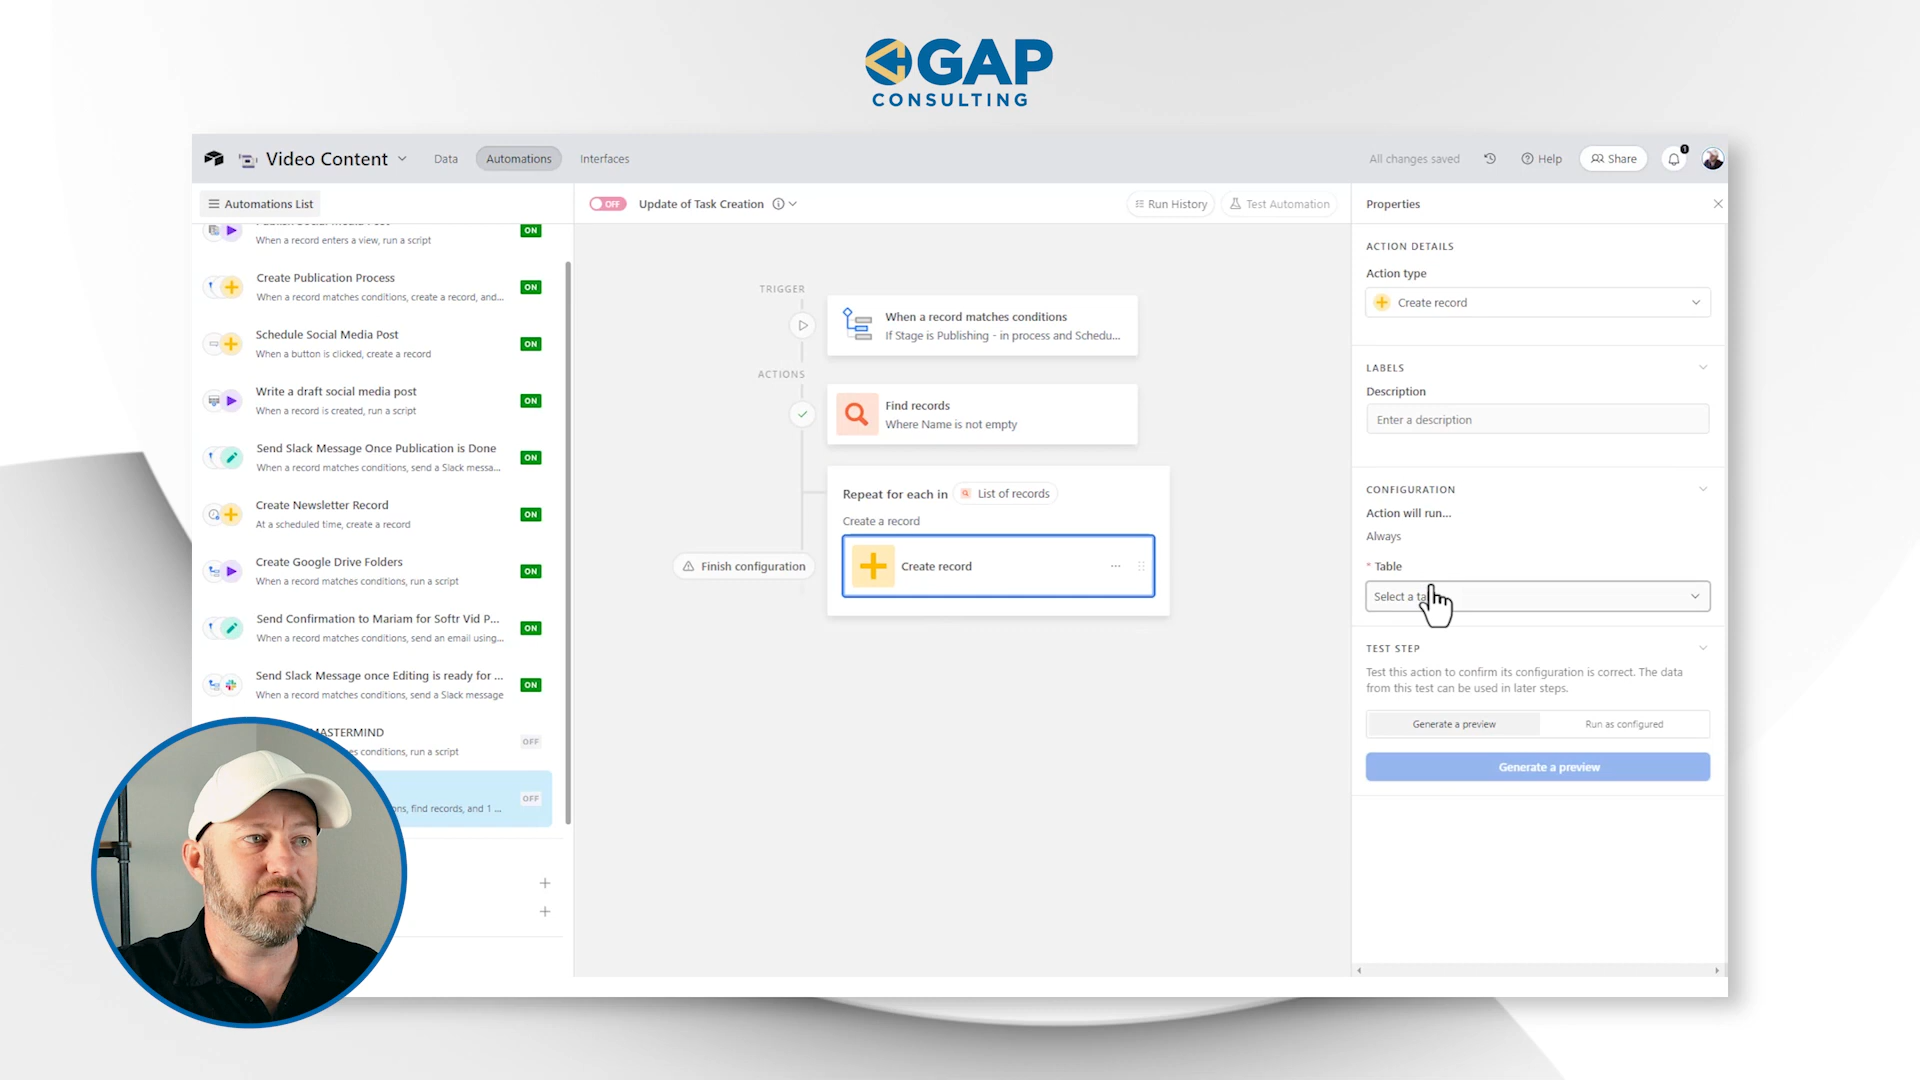 GAP
CONSULTING
Video Content
Data
Automations
Interfaces
All changes saved
Help
Share
1
Automations List
When a record enters a view, run a script
ON
Create Publication Process
When a record matches conditions, create a record, and...
ON
Schedule Social Media Post
When a button is clicked, create a record
ON
Write a draft social media post
When a record is created, run a script
ON
Send Slack Message Once Publication is Done
When a record matches conditions, send a Slack messa...
ON
Create Newsletter Record
At a scheduled time, create a record
ON
Create Google Drive Folders
When a record matches conditions, run a script
ON
Send Confirmation to Mariam for Softr Vid P...
When a record matches conditions, send an email using...
ON
Send Slack Message once Editing is ready for ...
When a record matches conditions, send a Slack message
ON
MASTERMIND
conditions, run a script
OFF
find records, and 1 ...
OFF
OFF
Update of Task Creation
Run History
Test Automation
TRIGGER
When a record matches conditions
If Stage is Publishing - in process and Schedu...
ACTIONS
Find records
Where Name is not empty
Repeat for each in
List of records
Create a record
Finish configuration
Create record
Properties
ACTION DETAILS
Action type
Create record
LABELS
Description
Enter a description
CONFIGURATION
Action will run...
Always
* Table
Select a
TEST STEP
Test this action to confirm its configuration is correct. The data
from this test can be used in later steps.
Generate a preview
Run as configured
Generate a preview